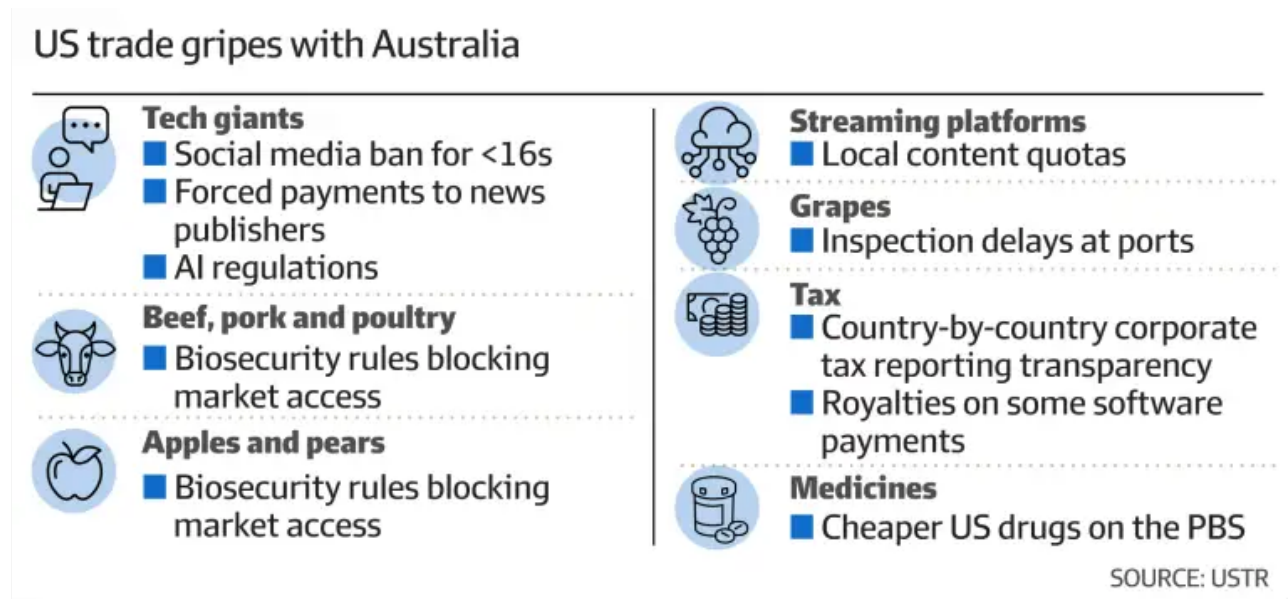 US trade gripes with Australia
Tech giants
Social media ban for <16s
Forced payments to news
publishers
AI regulations
Beef, pork and poultry
Biosecurity rules blocking
market access
Apples and pears
Biosecurity rules blocking
market access
Streaming platforms
Local content quotas
Grapes
Inspection delays at ports
Tax
Country-by-country corporate
tax reporting transparency
Royalties on some software
payments
Medicines
Cheaper US drugs on the PBS
SOURCE: USTR